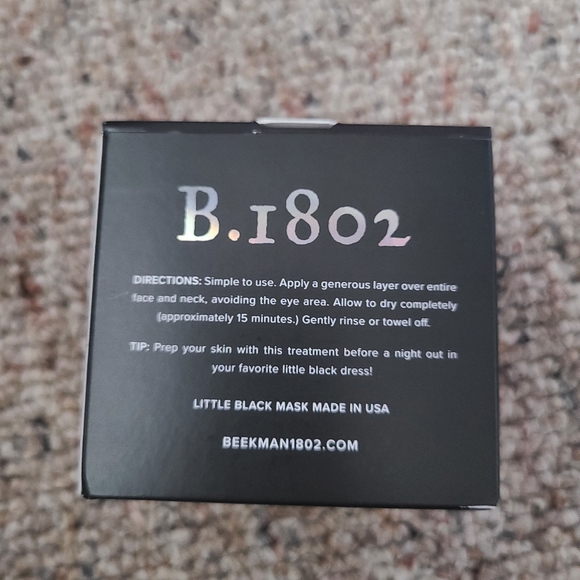 B.1802
DIRECTIONS: Simple to use. Apply a generous layer over entire
face and neck, avoiding the eye area. Allow to dry completely
(approximately 15 minutes.) Gently rinse or towel off.
TIP: Prep your skin with this treatment before a night out in
your favorite little black dress!
LITTLE BLACK MASK MADE IN USA
BEEKMAN1802.COM